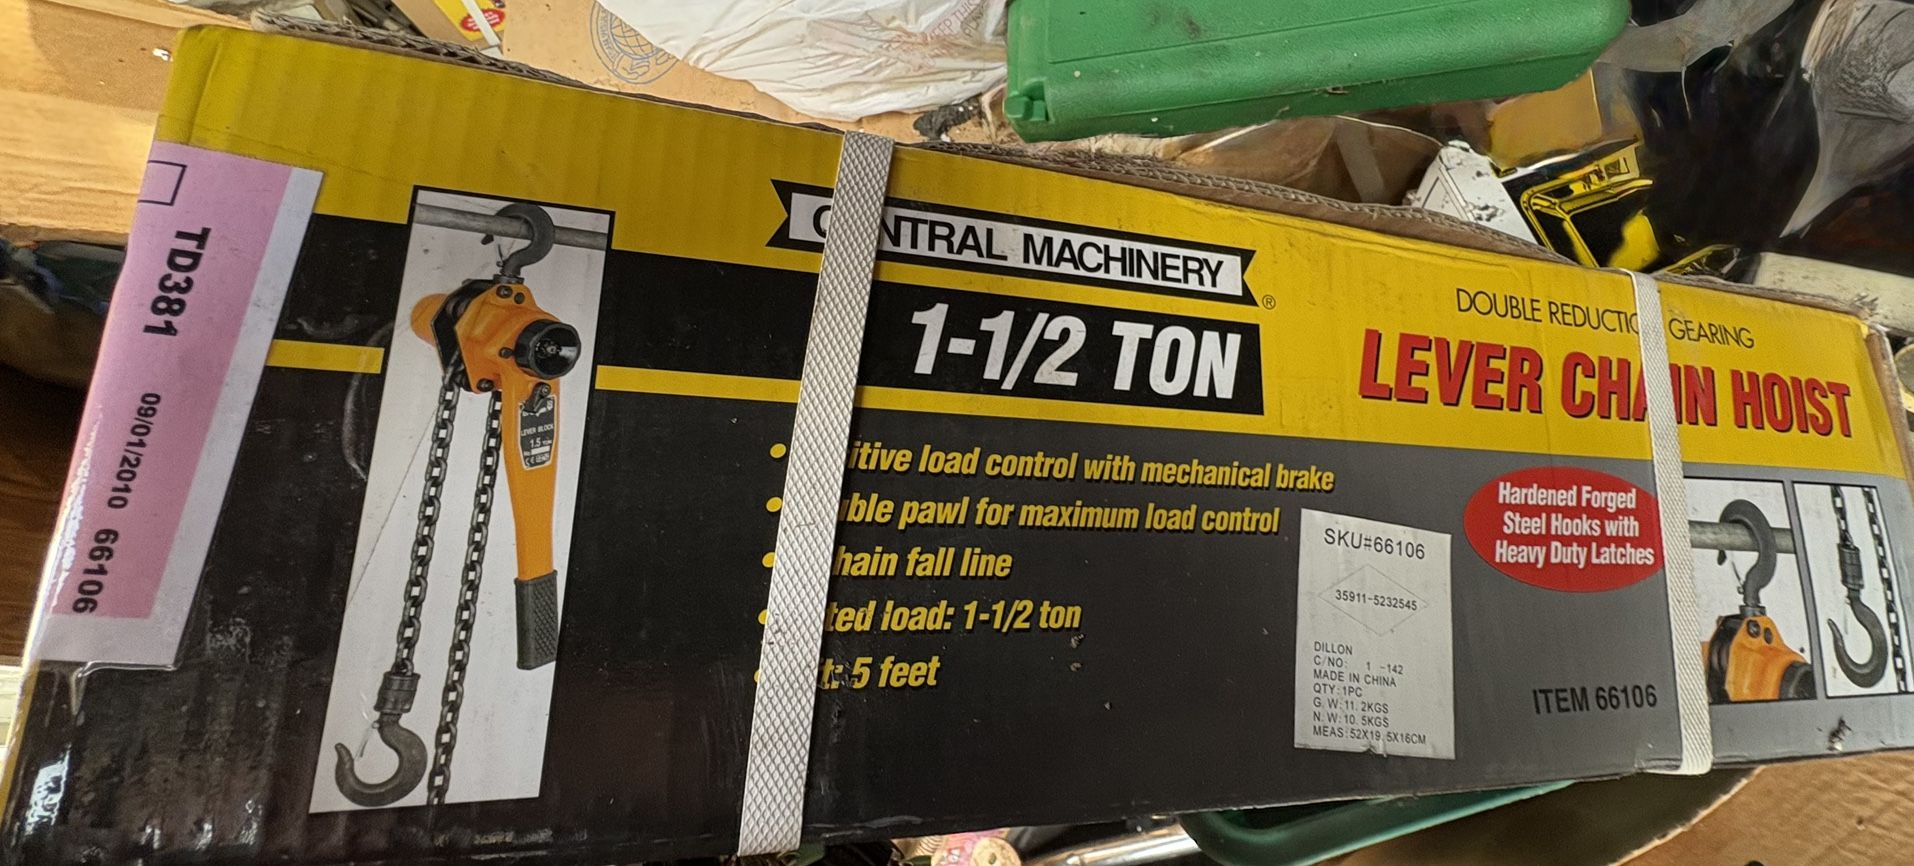 TD381
09/01/2010 66106
LEVER BLOCK
1.5
NTRAL MACHINERY ®
1-1/2 TON
itive load control with mechanical brake
ble pawl for maximum load control
hain fall line
ted load: 1-1/2 ton
t: 5 feet
DOUBLE REDUCTIO GEARING
LEVER CHAIN HOIST
Hardened Forged
Steel Hooks with
Heavy Duty Latches
SKU#66106
35911-5232545
DILLON
C/NO: 1 -142
MADE IN CHINA
QTY:1PC
G.W:11.2KGS
N.W:10.5KGS
MEAS:52X19.5X16CM
ITEM 66106